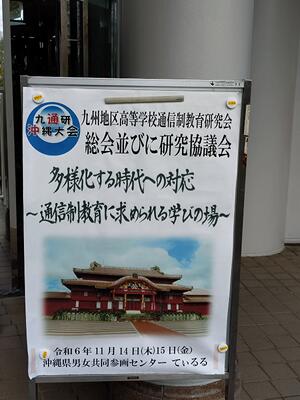 九通研
沖縄大会
九州地区高等学校通信制教育研究会
総会並びに研究協議会
多様化する時代への対応
～通信制教育に求められる学びの場～
令和6年11月14日(木)15日(金)
沖縄県男女共同参画センター てぃるる